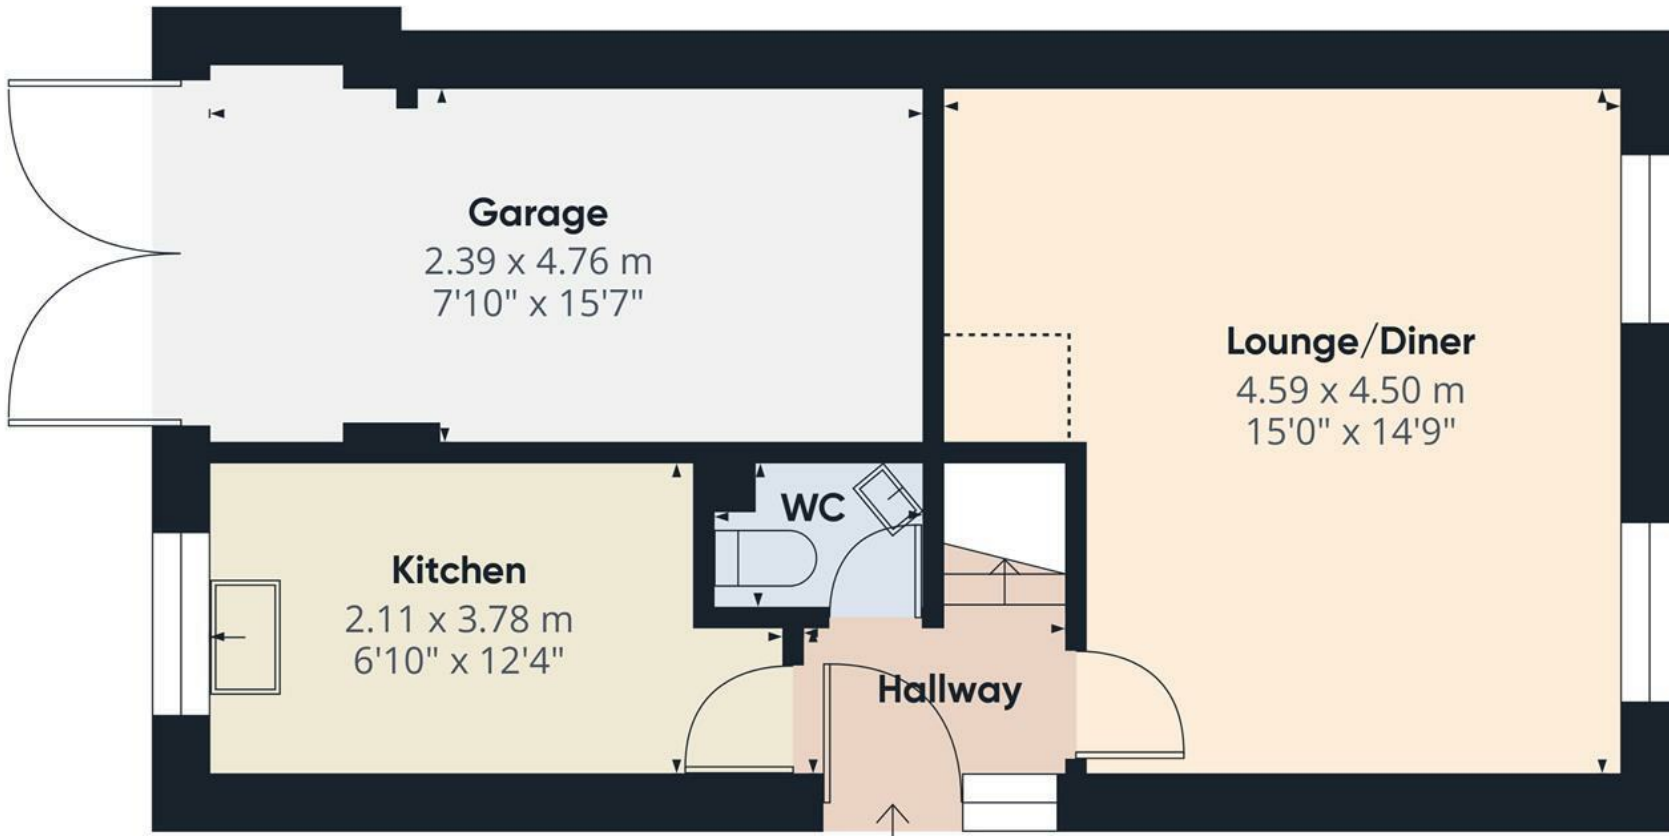 Garage
2.39 x 4.76 m
7'10" x 15'7"
Lounge/Diner
4.59 x 4.50 m
15'0" x 14'9"
WC
Kitchen
2.11 x 3.78 m
6'10" x 12'4"
Hallway